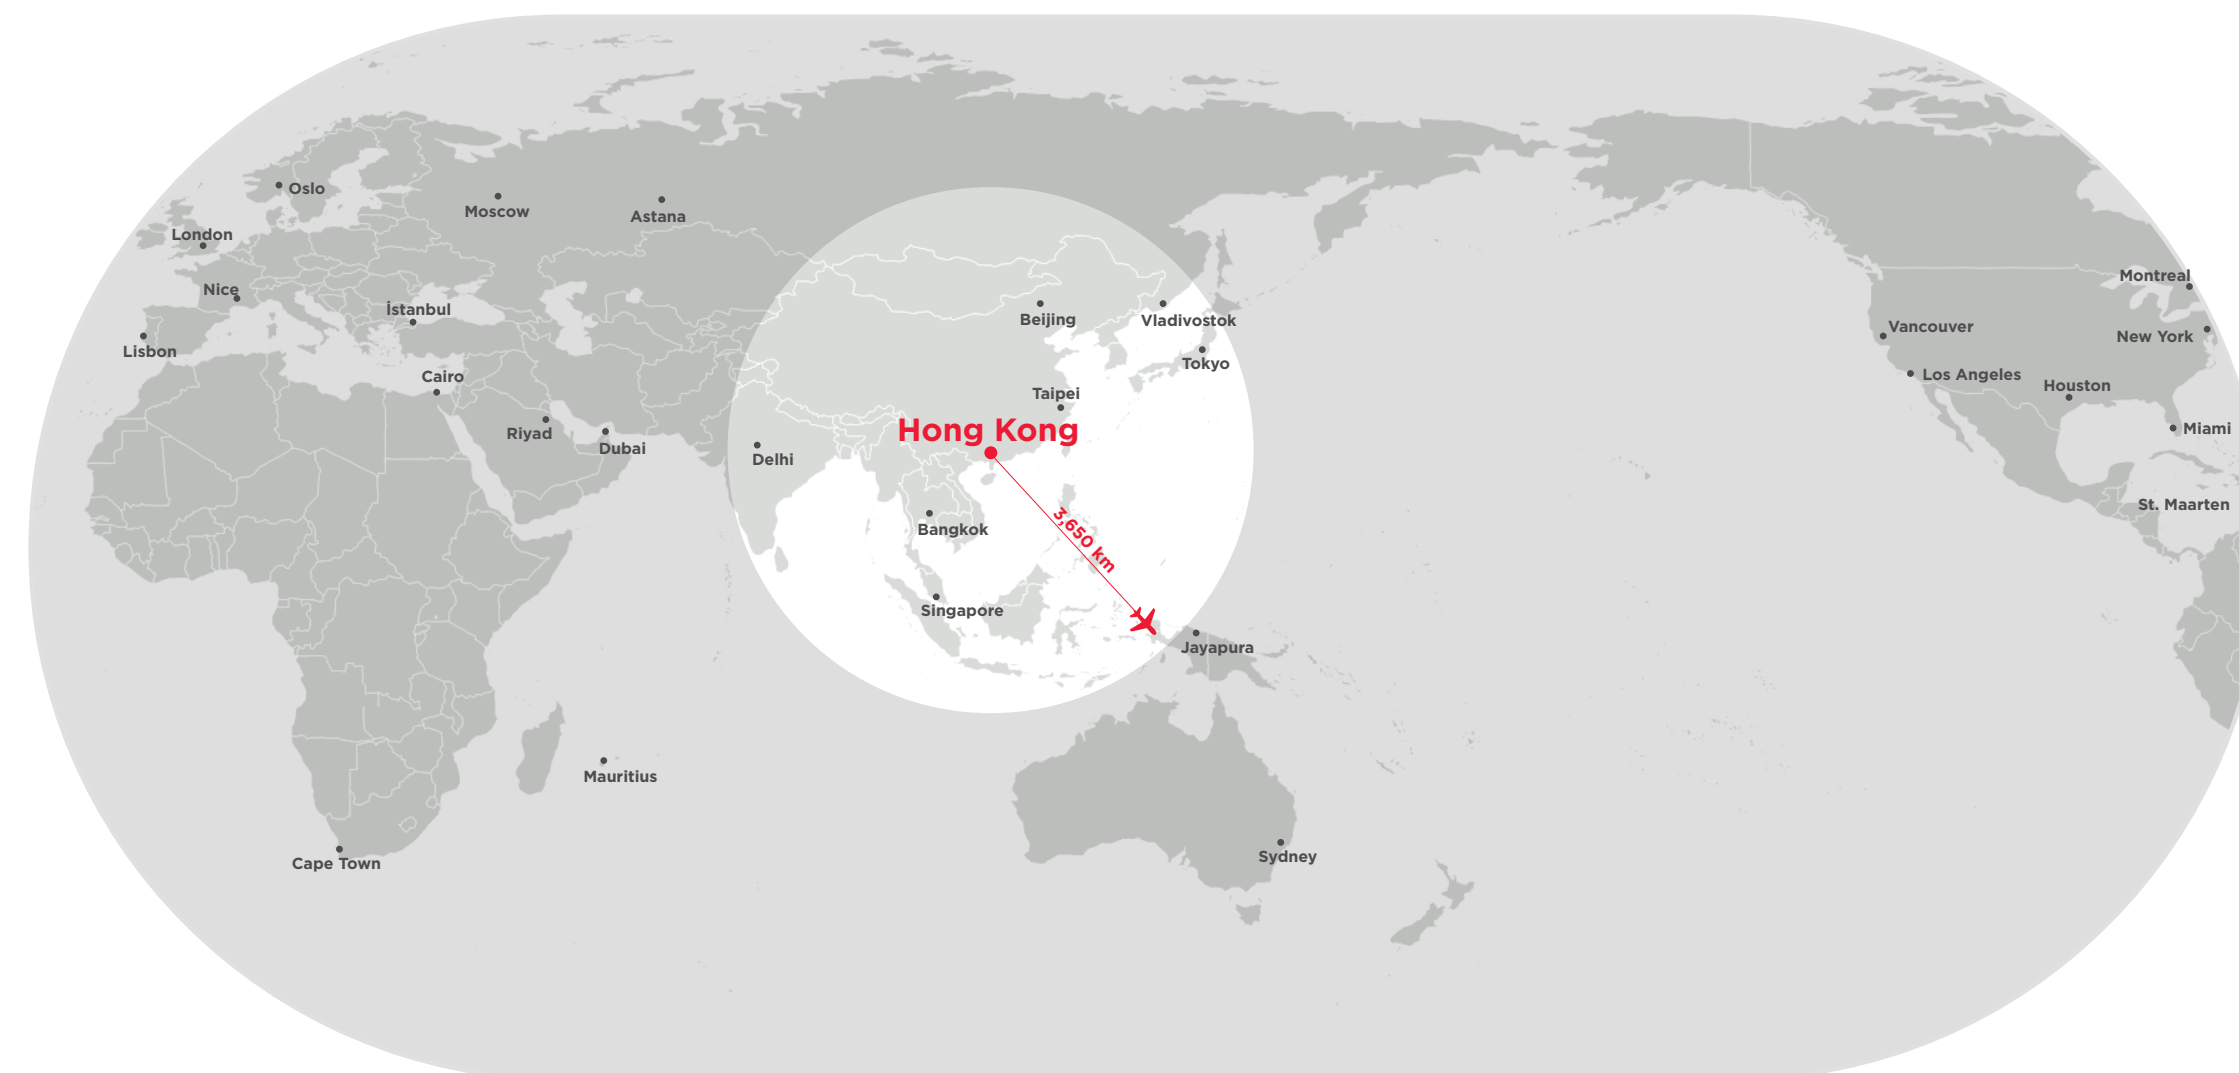 Oslo
Moscow
Astana
London
Nice
İstanbul
Lisbon
Cairo
Riyad
Dubai
Beijing
Vladivostok
Tokyo
Taipei
Hong Kong
Delhi
Bangkok
3,650 km
Singapore
Jayapura
Mauritius
Cape Town
Sydney
Montreal
Vancouver
New York
Los Angeles
Houston
Miami
St. Maarten